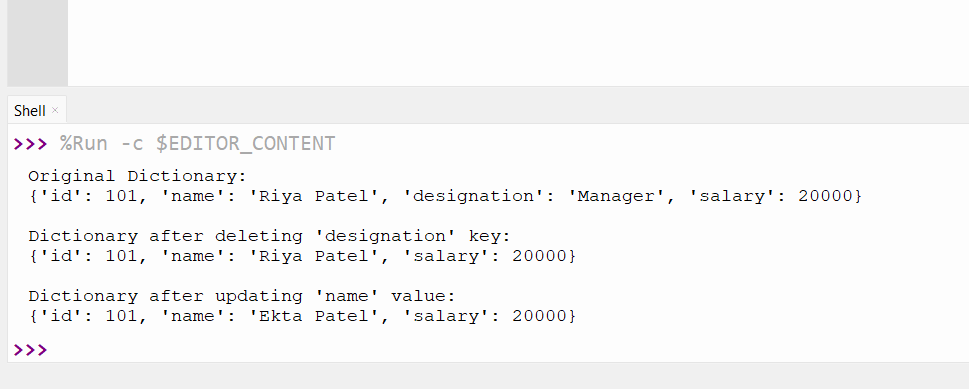 Shell ×
>>> %Run -c $EDITOR_CONTENT
Original Dictionary:
{'id': 101, 'name': 'Riya Patel', 'designation': 'Manager', 'salary': 20000}
Dictionary after deleting 'designation' key:
{'id': 101, 'name': 'Riya Patel', 'salary': 20000}
Dictionary after updating 'name' value:
{'id': 101, 'name': 'Ekta Patel', 'salary': 20000}
>>>